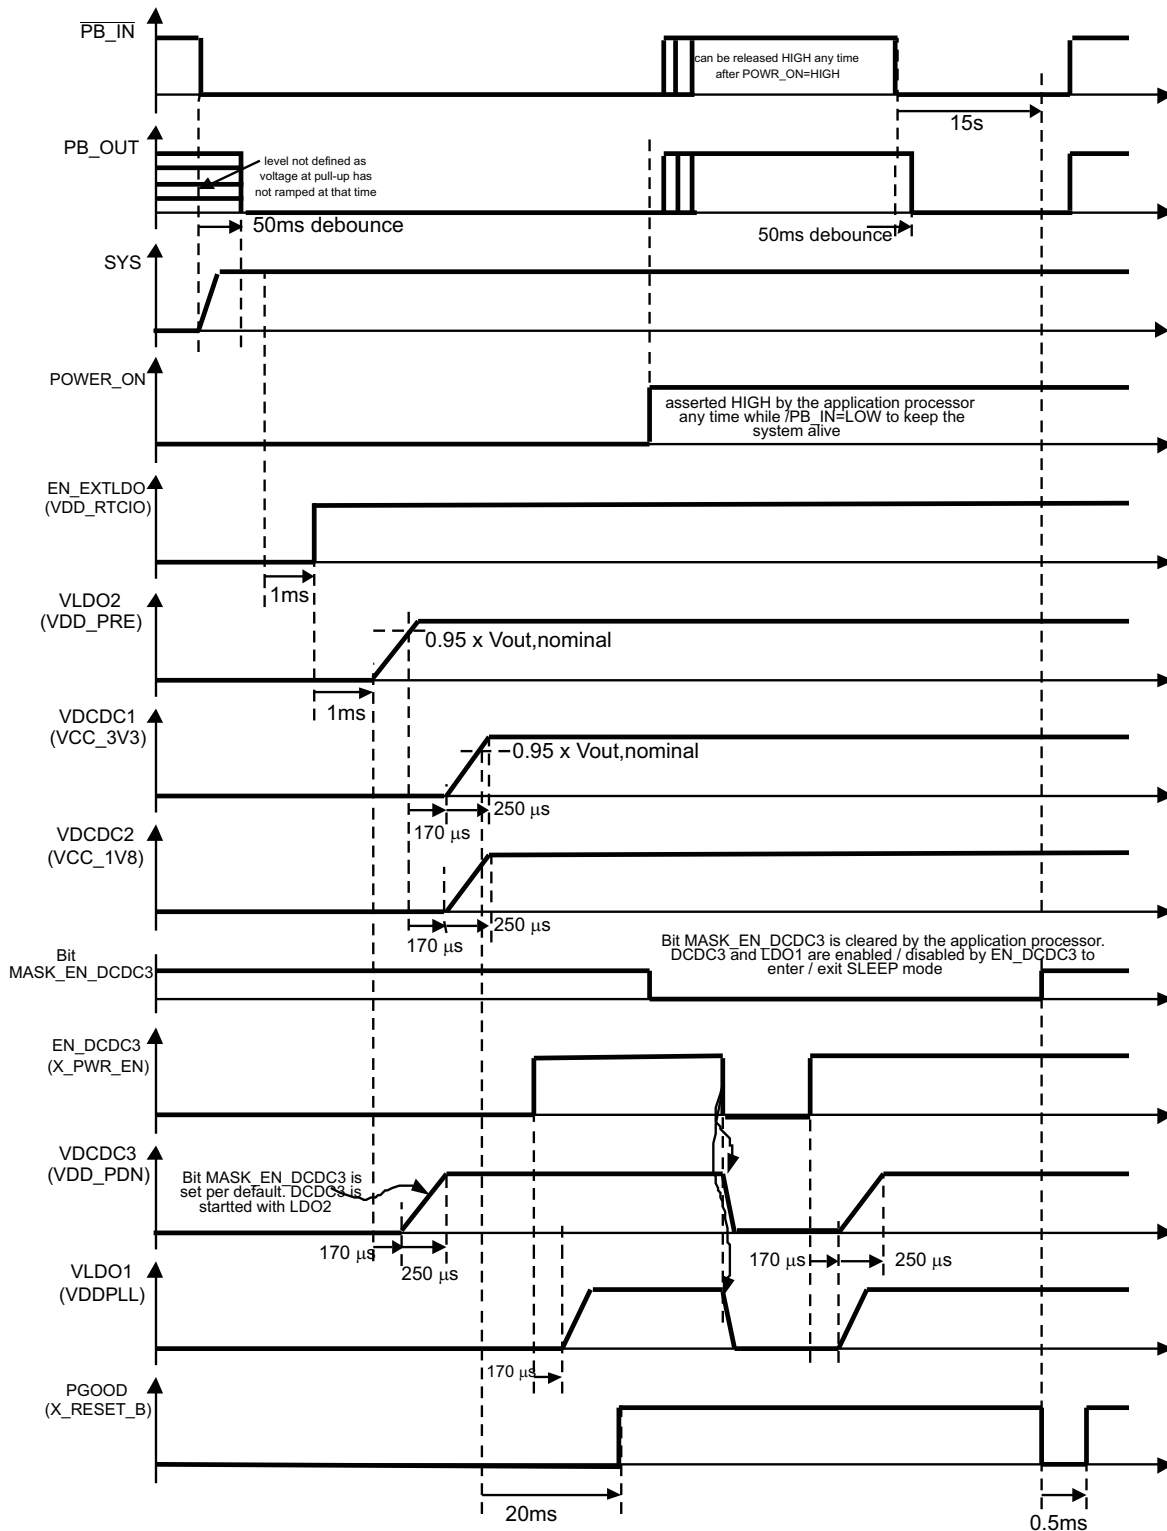 PB_IN
can be released HIGH any time
after POWR_ON=HIGH
15s
PB_OUT
level not defined as
voltage at pull-up has
not ramped at that time
50ms debounce
50ms debounce
SYS
POWER_ON
asserted HIGH by the application processor
any time while /PB_IN=LOW to keep the
system alive
EN_EXTLDO
(VDD_RTCIO)
1ms
VLDO2
(VDD_PRE)
0.95 x Vout,nominal
1ms
VDCDC1
(VCC_3V3)
0.95 x Vout,nominal
250 μs
170 μs
VDCDC2
(VCC_1V8)
250 μs
170 μs
Bit
MASK_EN_DCDC3
Bit MASK_EN_DCDC3 is cleared by the application processor.
DCDC3 and LDO1 are enabled / disabled by EN_DCDC3 to
enter / exit SLEEP mode
EN_DCDC3
(X_PWR_EN)
VDCDC3
(VDD_PDN)
Bit MASK_EN_DCDC3 is
set per default. DCDC3 is
startted with LDO2
170 μs
250 μs
170 μs
250 μs
VLDO1
(VDDPLL)
170 μs
PGOOD
(X_RESET_B)
20ms
0.5ms